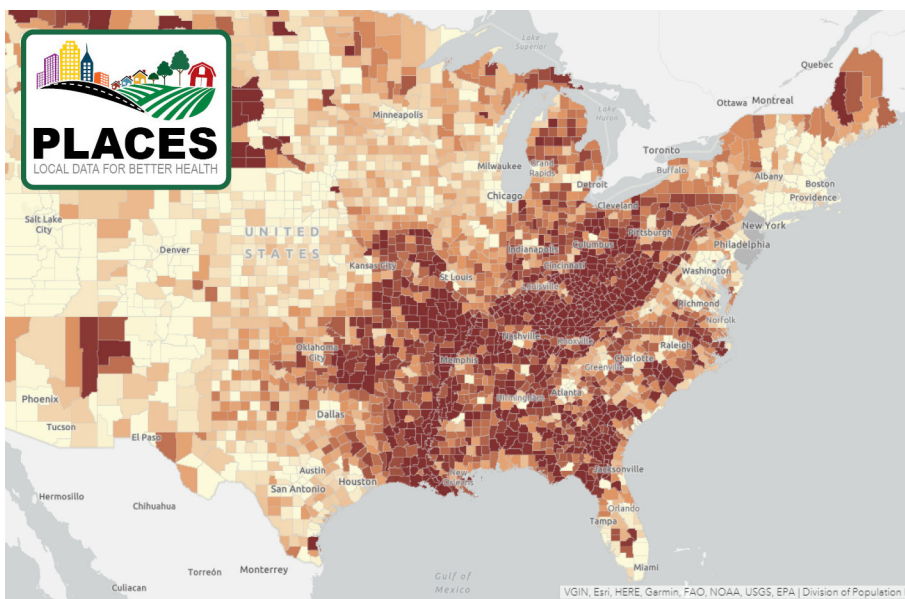 PLACES
LOCAL DATA FOR BETTER HEALTH
Lake
Superior
Quebec
Ottawa
Montreal
Minneapolis
Lake
Huron
Toronto
Milwaukee
Grand
Rapids
Buffalo
Albany
Boston
Detroit
Chicago
Providence
Cleveland
Salt Lake
City
New York
UNITED
STATES
Pittsburgh
Philadelphia
Denver
Indianapolis
Columbus
Kansas City
Cincinnati
Washington
St Louis
Louisville
Richmond
Norfolk
Nashville
Knoxville
Raleigh
Oklahoma
City
Memphis
Charlotte
Greenville
Phoenix
Birmingham
Atlanta
Dallas
Tucson
El Paso
Austin
Jacksonville
San Antonio
Houston
New
Orleans
Hermosillo
Chihuahua
Orlando
Tampa
Miami
Torreón
Monterrey
Gulf of
Mexico
Culiacan
VGIN, Esri, HERE, Garmin, FAO, NOAA, USGS, EPA | Division of Population